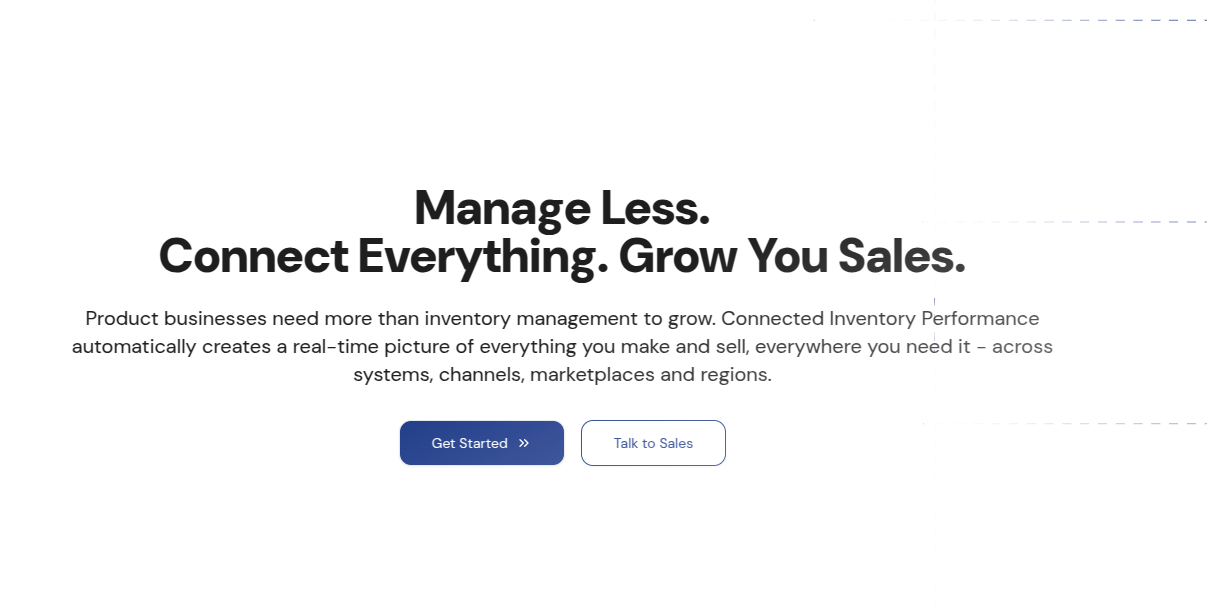 Manage Less.
Connect Everything. Grow You Sales.
Product businesses need more than inventory management to grow. Connected Inventory Performance
automatically creates a real-time picture of everything you make and sell, everywhere you need it - across
systems, channels, marketplaces and regions.
Get Started »
Talk to Sales